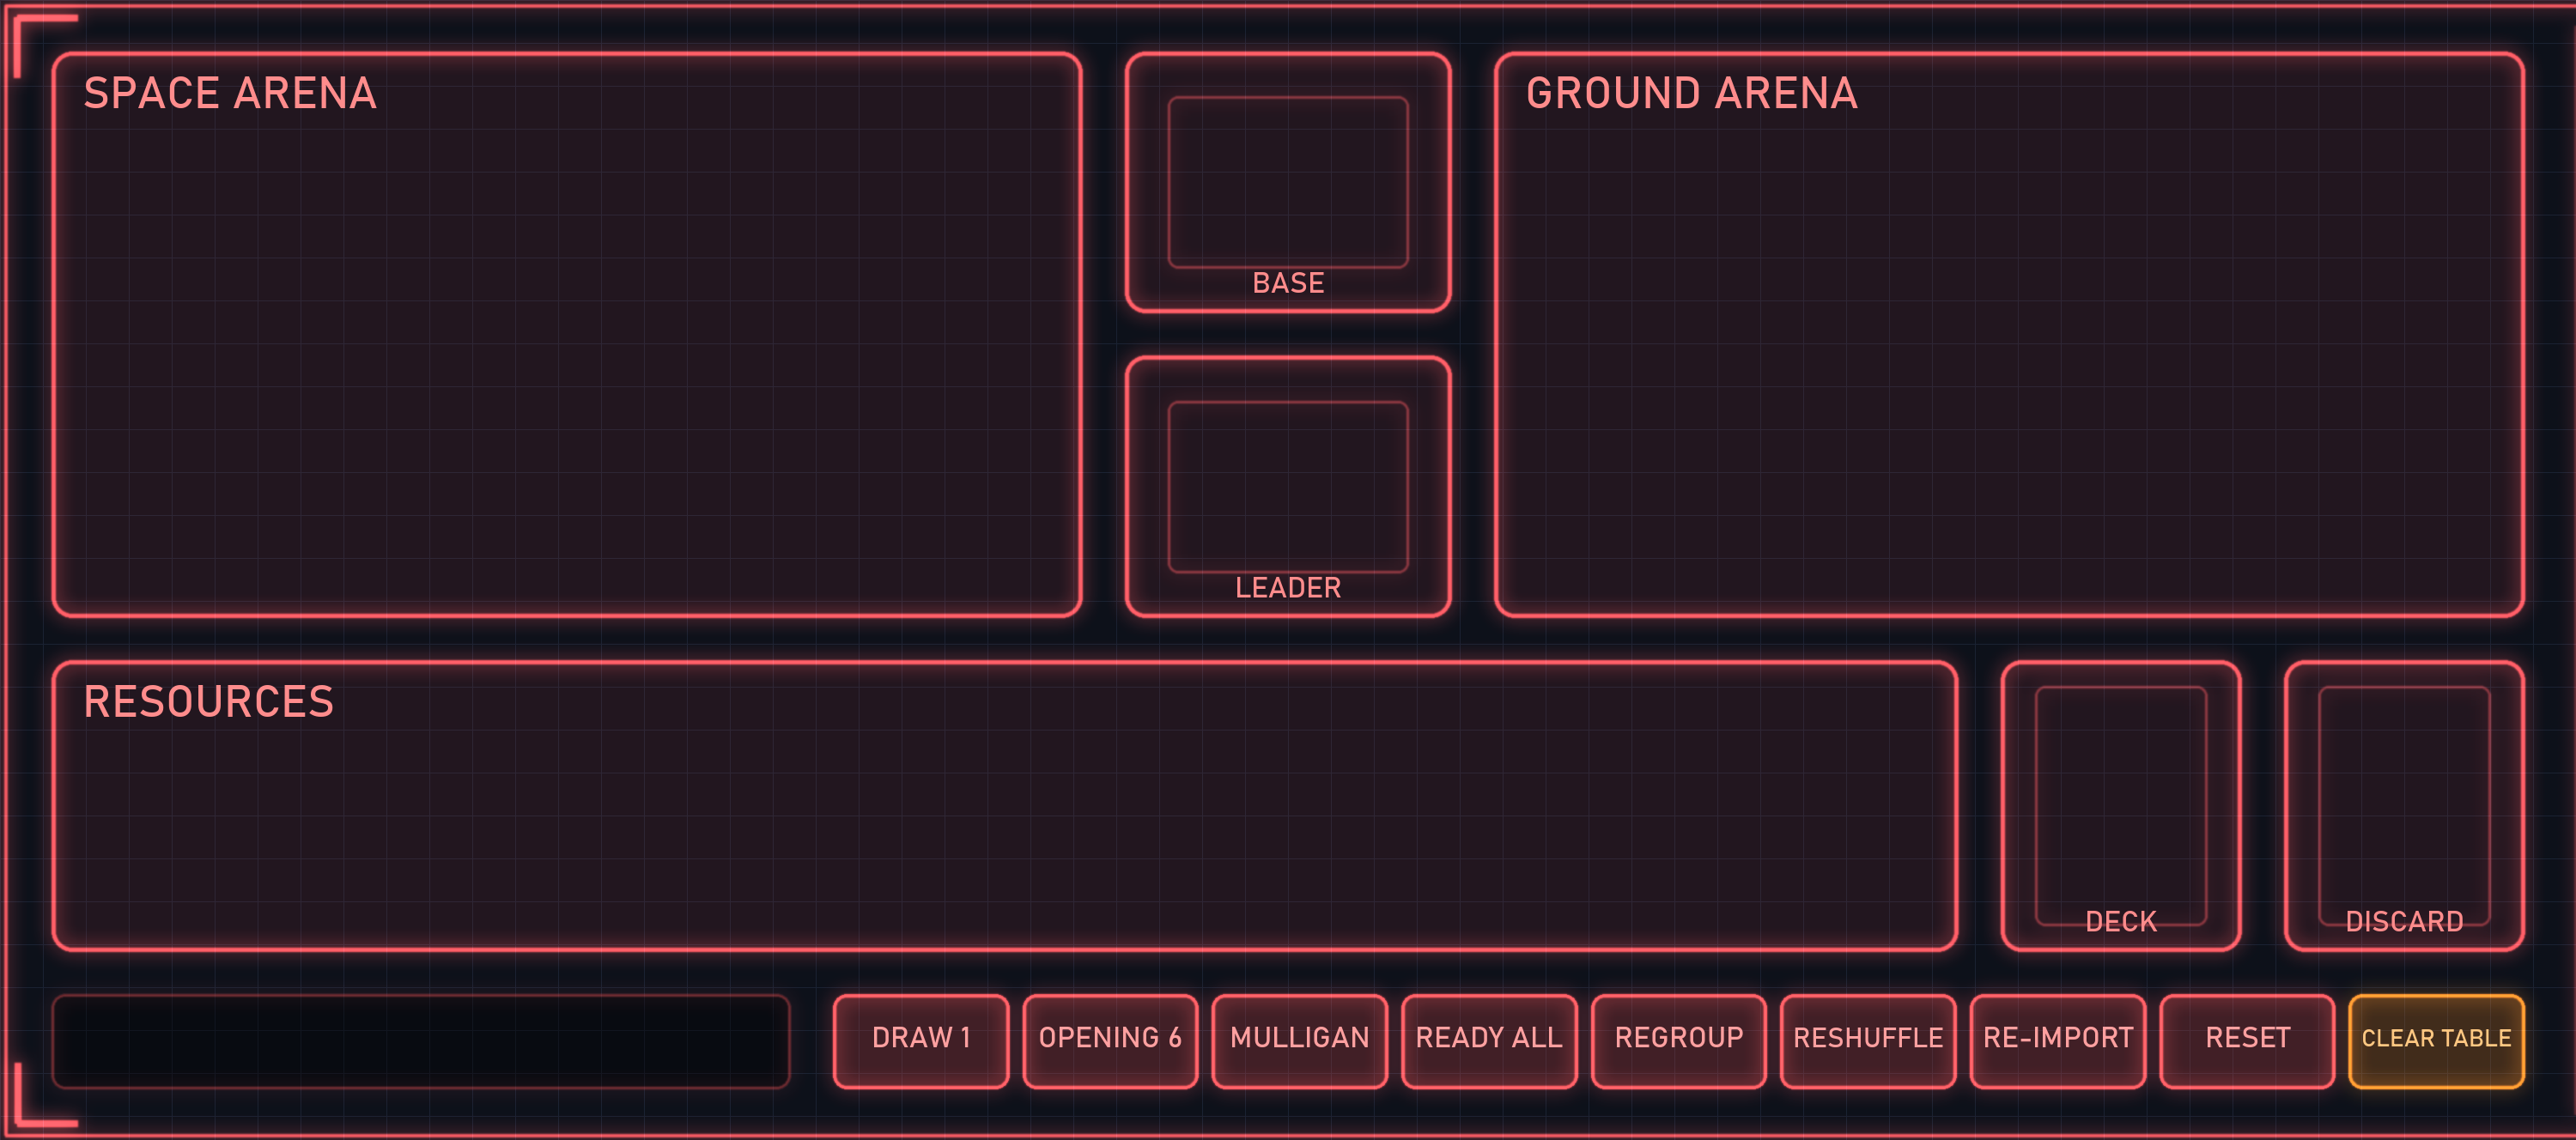 SPACE ARENA
BASE
GROUND ARENA
LEADER
RESOURCES
DECK
DISCARD
DRAW 1
OPENING 6
MULLIGAN
READY ALL
REGROUP
RESHUFFLE
RE-IMPORT
RESET
CLEAR TABLE